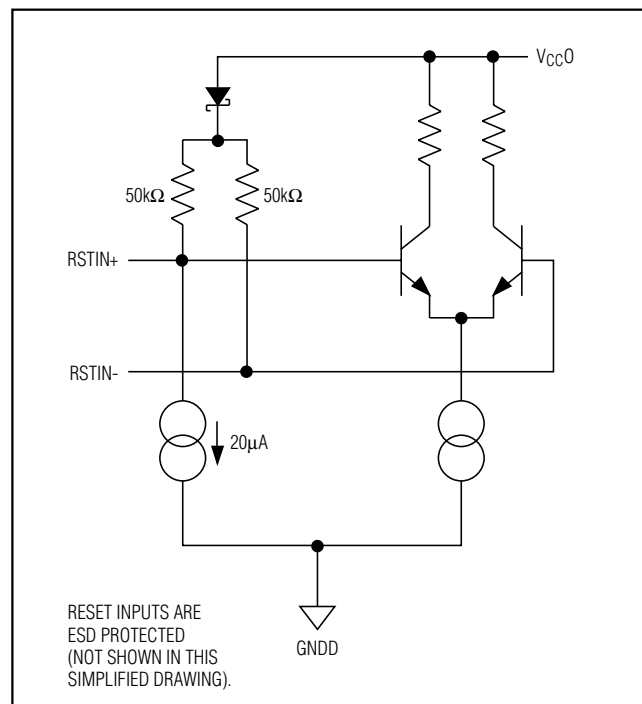 VCCO
50kΩ
50kΩ
RSTIN+
RSTIN-
20μA
RESET INPUTS ARE
ESD PROTECTED
(NOT SHOWN IN THIS
SIMPLIFIED DRAWING).
GNDD